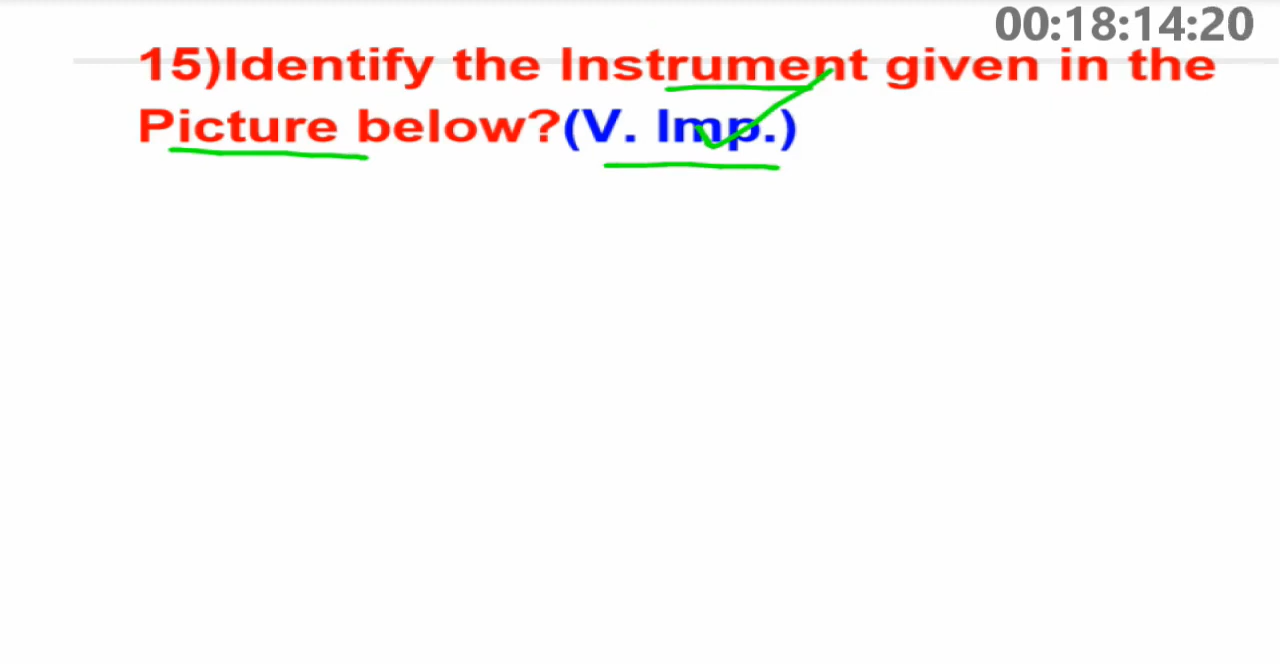 00:18:14:20
15)Identify the Instrument given in the
Picture below?(V. Imp.)